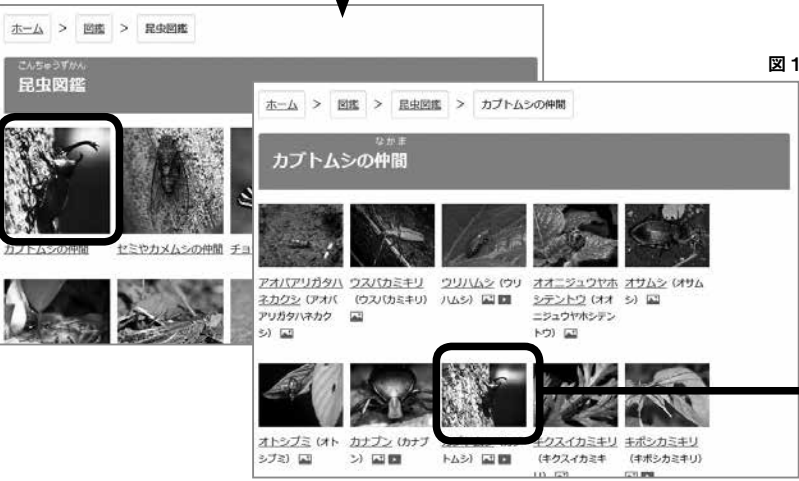 ホーム > 図鑑 > 昆虫図鑑
こんちゅうずかん
昆虫図鑑
カブトムシの仲間
セミやカメムシの仲間
チョ
図1
ホーム > 図鑑 > 昆虫図鑑 > カブトムシの仲間
なかま
カブトムシの仲間
アオバアリガタハ
ネカクシ（アオバ
アリガタハネカク
シ）
ウスバカミキリ
（ウスバカミキリ）
ウリハムシ（ウリ
ハムシ）
オオニジュウヤホ
シテントウ（オオ
ニジュウヤホシテン
トウ）
オサムシ（オサム
シ）
オトシブミ（オト
シブミ）
カナブン（カナブ
ン）
トムシ）
キクスイカミキリ
（キクスイカミキ
リ）
キボシカミキリ
（キボシカミキリ）